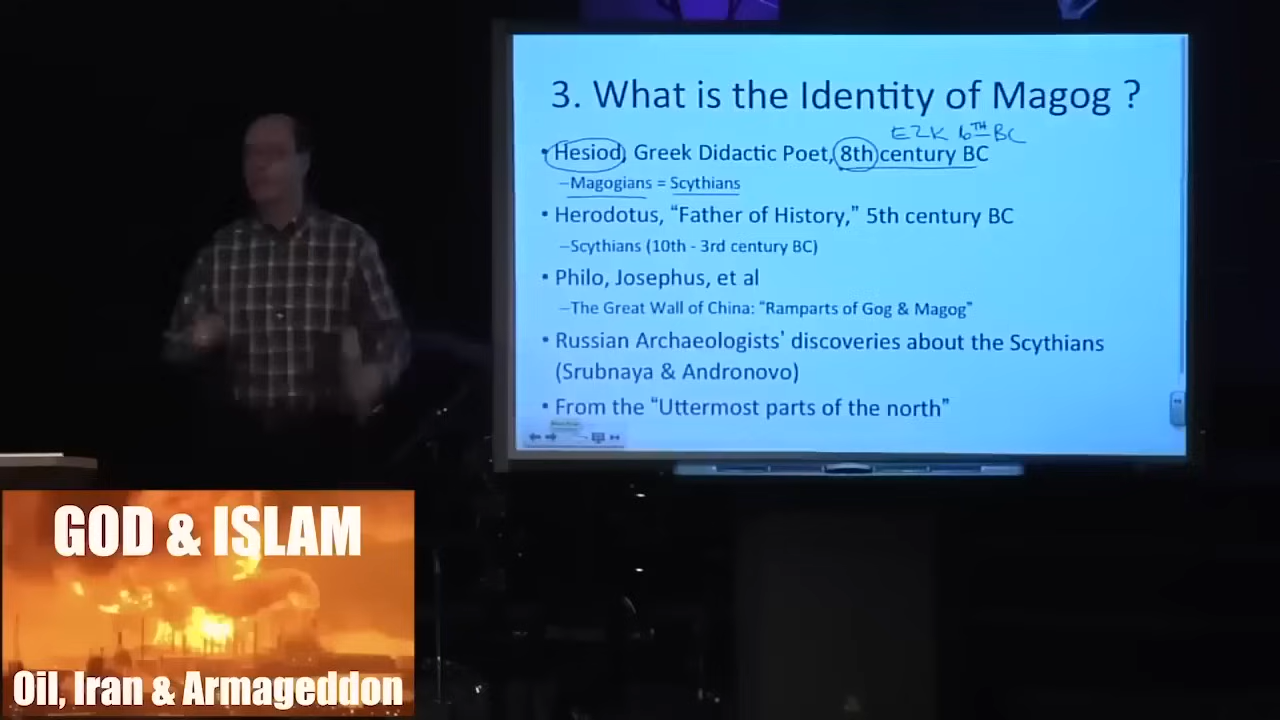 3. What is the Identity of Magog ?
EZK 6TH BC
• Hesiod, Greek Didactic Poet, 8th century BC
–Magogians = Scythians
• Herodotus, “Father of History,” 5th century BC
–Scythians (10th - 3rd century BC)
• Philo, Josephus, et al
–The Great Wall of China: “Ramparts of Gog & Magog”
• Russian Archaeologists' discoveries about the Scythians
(Srubnaya & Andronovo)
• From the “Uttermost parts of the north”
GOD & ISLAM
Oil, Iran & Armageddon